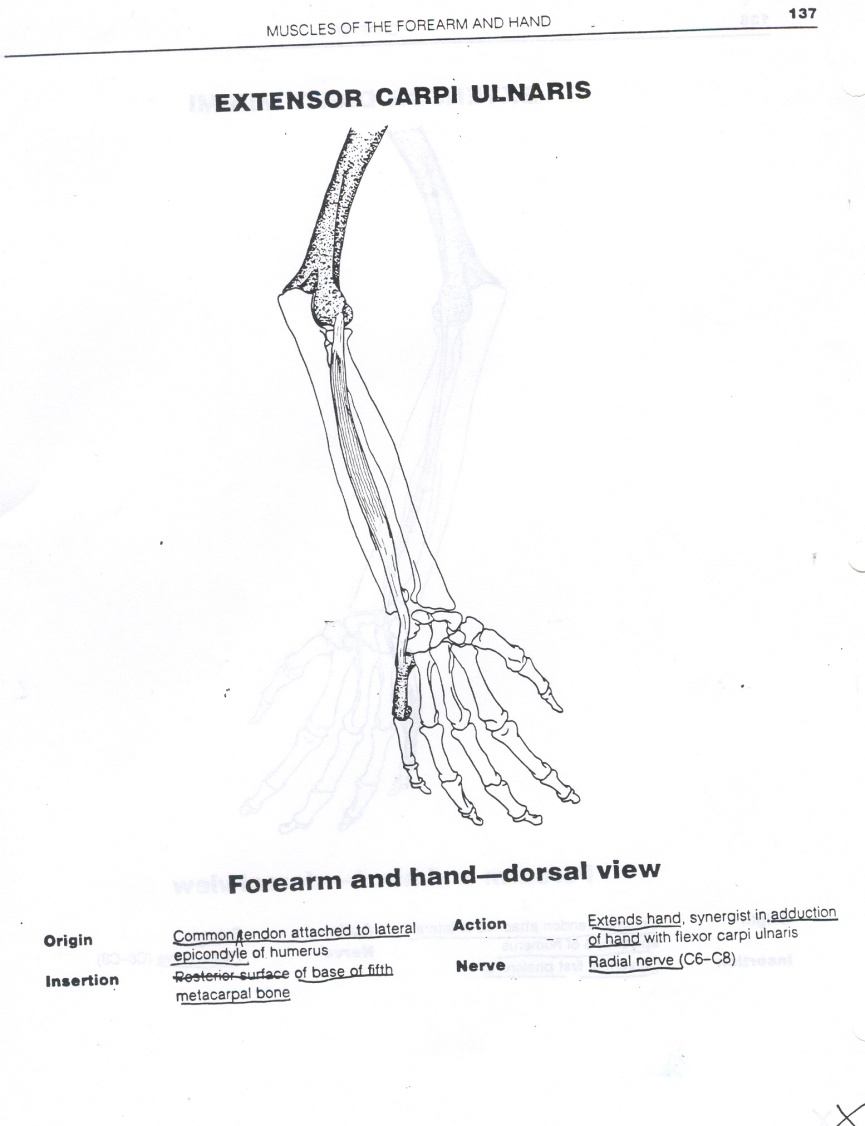 MUSCLES OF THE FOREARM AND HAND
137
EXTENSOR CARPI ULNARIS
Forearm and hand—dorsal view
Origin
Common tendon attached to lateral
epicondyle of humerus
Insertion
Posterior surface of base of fifth
metacarpal bone
Action
Extends hand, synergist in adduction
of hand with flexor carpi ulnaris
Nerve
Radial nerve (C6–C8)